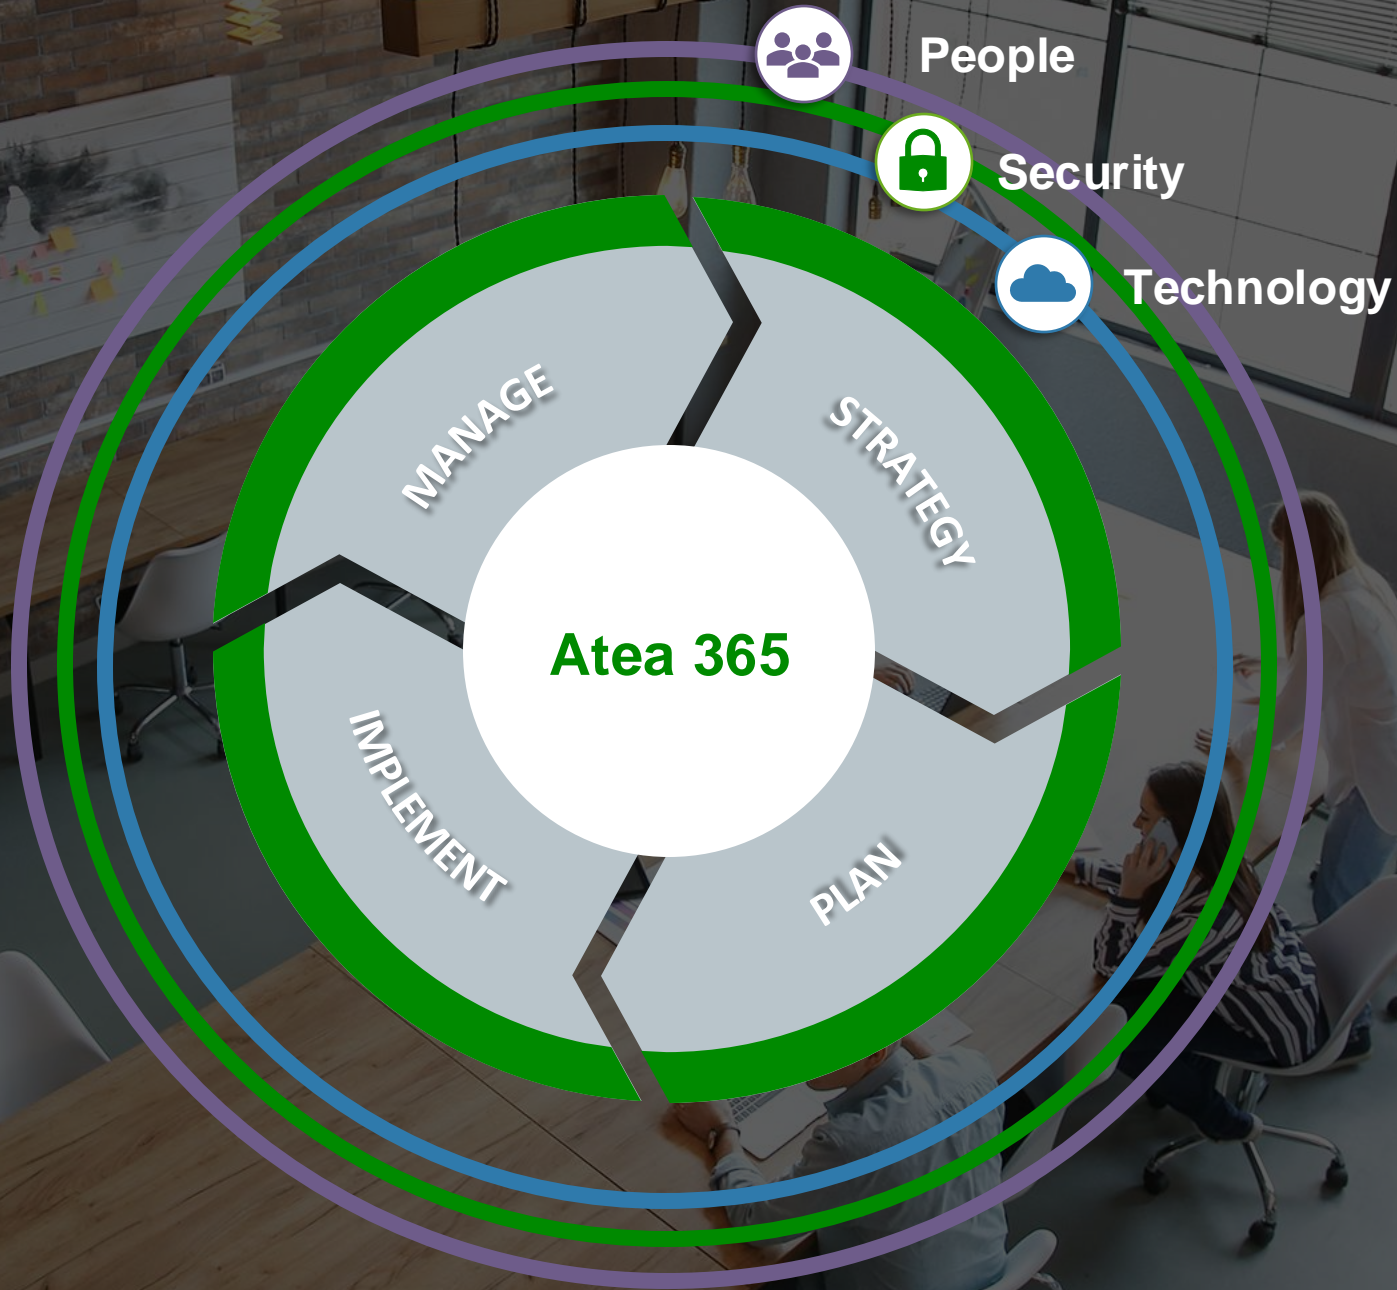 People
Security
Technology
MANAGE
STRATEGY
Atea 365
IMPLEMENT
PLAN